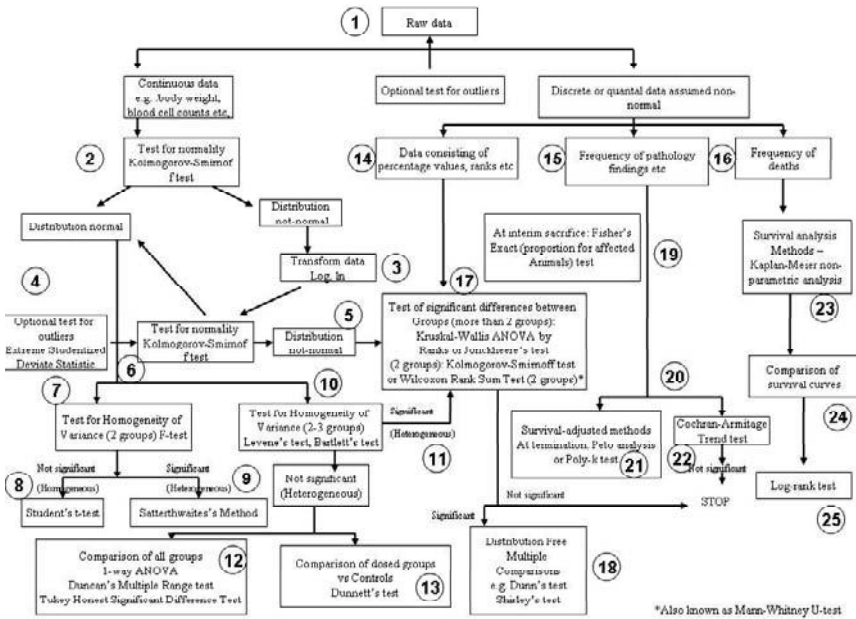 1
Raw data
Continuous data
e.g. body weight,
blood cell counts etc,
Optional test for outliers
Discrete or quantal data assumed non-
normal
2
Test for normality
Kolmogorov-Smirnof
f test
14
Data consisting of
percentage values, ranks etc
15
Frequency of pathology
findings etc
16
Frequency of
deaths
Distribution normal
Distribution
not-normal
At interim sacrifice: Fisher's
Exact (proportion for affected
Animals) test
19
Survival analysis
Methods –
Kaplan-Meier non-
parametric analysis
23
4
Transform data
Log, ln
3
17
Optional test for
outliers
Extreme Studentized
Deviate Statistic
Test for normality
Kolmogorov-Smirnof
f test
5
Distribution
not-normal
Test of significant differences between
Groups (more than 2 groups):
Kruskal-Wallis ANOVA by
Ranks or Jonckheere's test
(2 groups): Kolmogorov-Smirnoff test
or Wilcoxon Rank Sum Test (2 groups)*
6
20
Comparison of
survival curves
24
7
Test for Homogeneity of
Variance (2 groups) F-test
10
Test for Homogeneity of
Variance (2-3 groups)
Levene's test, Bartlett's test
Significant
(Heterogeneous)
11
Survival-adjusted methods
At termination, Peto analysis
or Poly-k test
21
Cochran-Armitage
Trend test
22
Not significant
STOP
Log-rank test
25
8
Not significant
(Homogeneous)
Significant
(Heterogeneous)
9
Student's t-test
Satterthwaites's Method
Not significant
(Heterogeneous)
Not significant
Significant
Comparison of all groups
1-way ANOVA
Duncan's Multiple Range test
Tukey Honest Significant Difference Test
12
Comparison of dosed groups
vs Controls
Dunnett's test
13
Distribution Free
Multiple
Comparisons
e.g. Dunn's test
Shirley's test
18
*Also known as Mann-Whitney U-test